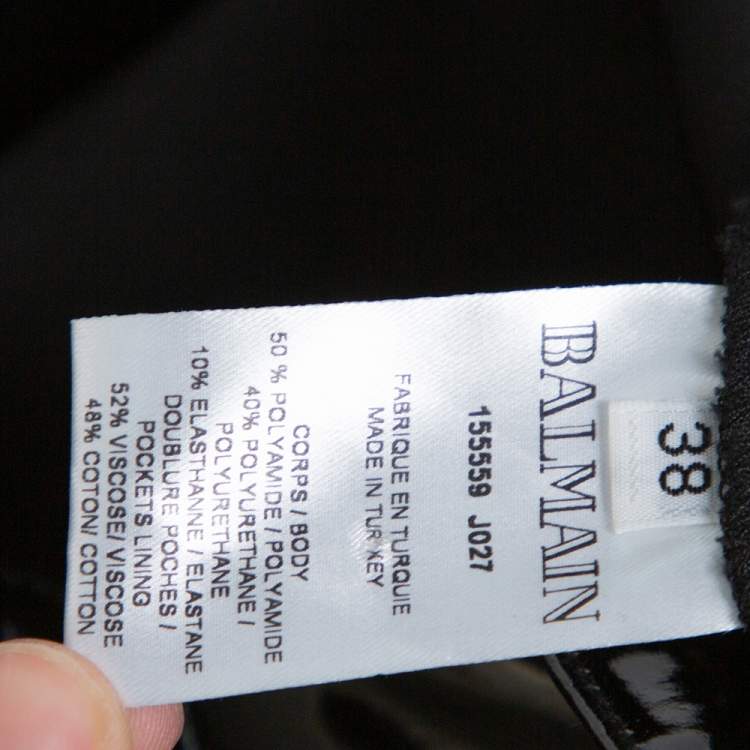 38
BALMAIN
155559 J027
FABRIQUE EN TURQUIE
MADE IN TURKEY
CORPS / BODY
50 % POLYAMIDE / POLYAMIDE
40% POLYURETHANE /
POLYURETHANE
10% ELASTHANNE / ELASTANE
DOUBLURE POCHES /
POCKETS LINING
52% VISCOSE/ VISCOSE
48% COTON/ COTTON